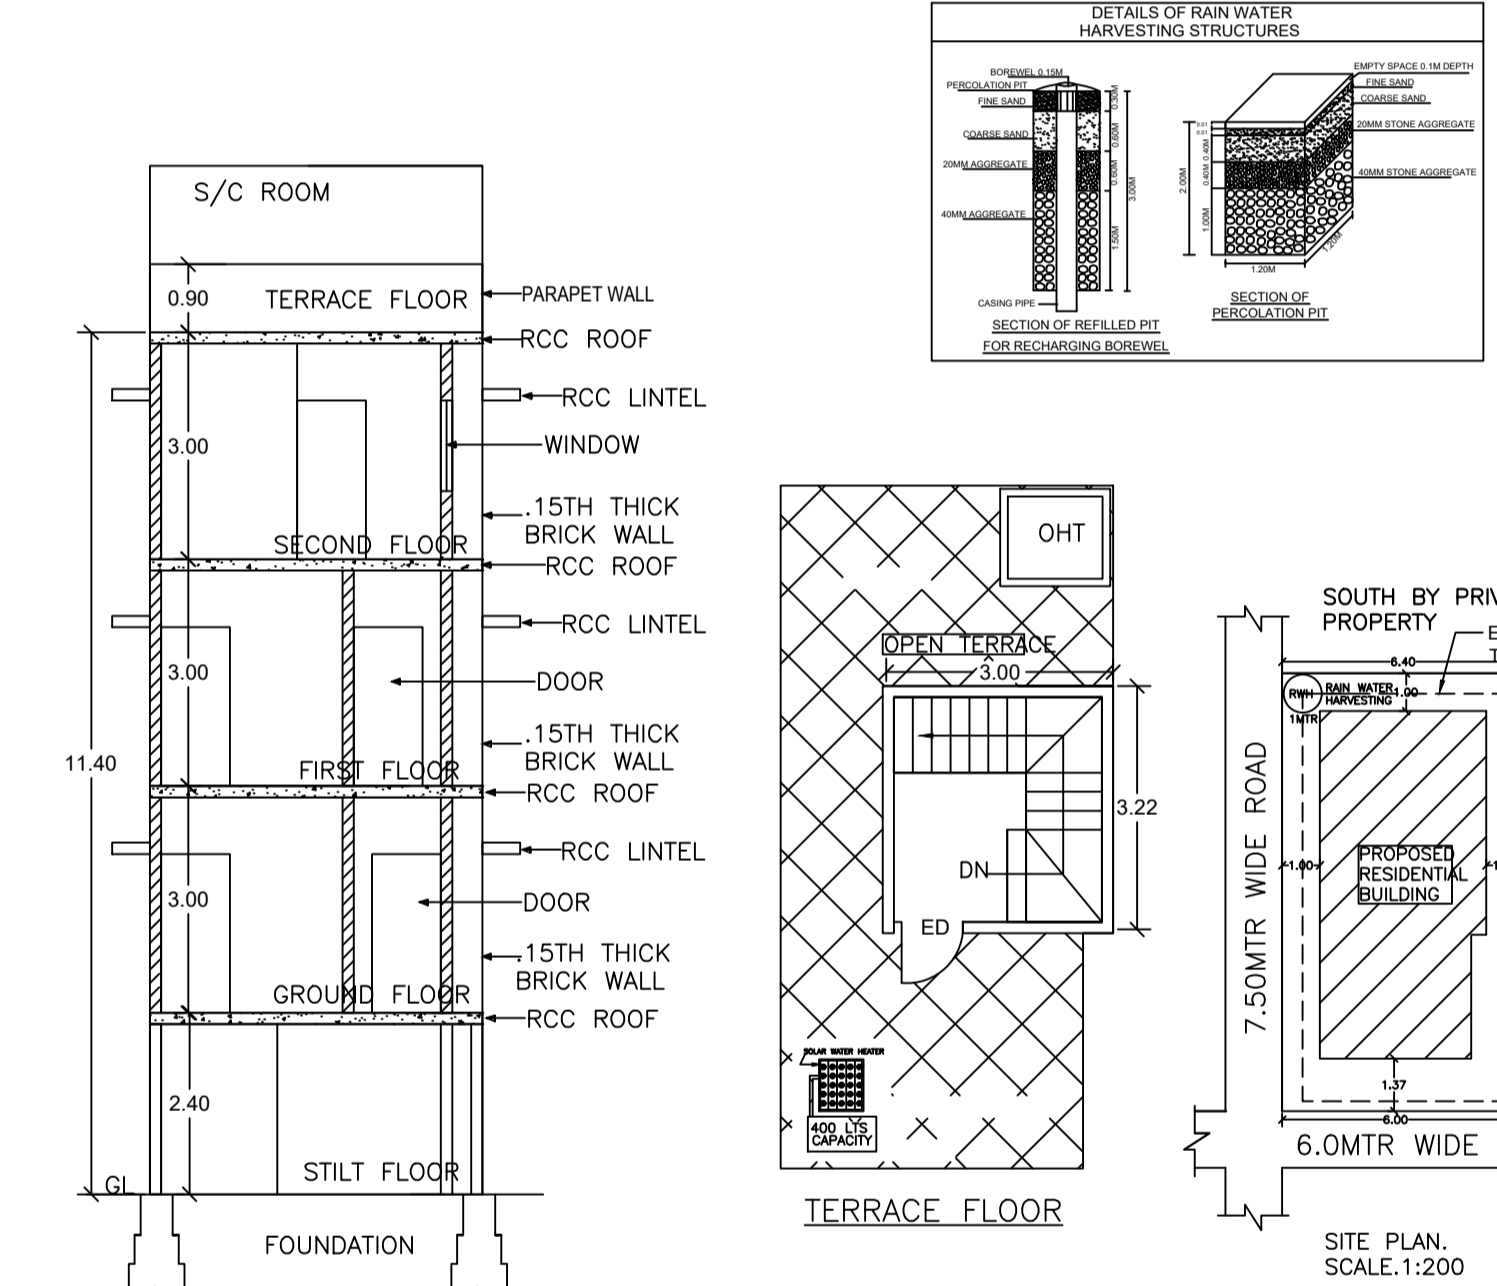 DETAILS OF RAIN WATER
HARVESTING STRUCTURES
BOREWEL 0.15M
PERCOLATION PIT
FINE SAND
COARSE SAND
20MM AGGREGATE
40MM AGGREGATE
CASING PIPE
0.30M
0.60M
0.60M
1.50M
3.00M
SECTION OF REFILLED PIT
FOR RECHARGING BOREWEL
EMPTY SPACE 0.1M DEPTH
FINE SAND
COARSE SAND
20MM STONE AGGREGATE
40MM STONE AGGREGATE
0.01
0.01
0.40M
0.40M
1.00M
2.00M
1.20M
1.20M
SECTION OF
PERCOLATION PIT
S/C ROOM
0.90
TERRACE FLOOR
PARAPET WALL
RCC ROOF
RCC LINTEL
3.00
WINDOW
.15TH THICK
BRICK WALL
SECOND FLOOR
RCC ROOF
RCC LINTEL
3.00
DOOR
.15TH THICK
BRICK WALL
11.40
FIRST FLOOR
RCC ROOF
RCC LINTEL
3.00
DOOR
.15TH THICK
BRICK WALL
GROUND FLOOR
RCC ROOF
2.40
STILT FLOOR
GL
FOUNDATION
OHT
OPEN TERRACE
3.00
3.22
DN
ED
SOLAR WATER HEATER
400 LTS
CAPACITY
TERRACE FLOOR
SOUTH BY PRIV
PROPERTY
E
T
6.40
RWH
RAIN WATER
HARVESTING
1.00
1MTR
7.50MTR WIDE ROAD
1.00
1
PROPOSED
RESIDENTIAL
BUILDING
1.37
6.00
6.0MTR WIDE
SITE PLAN.
SCALE.1:200